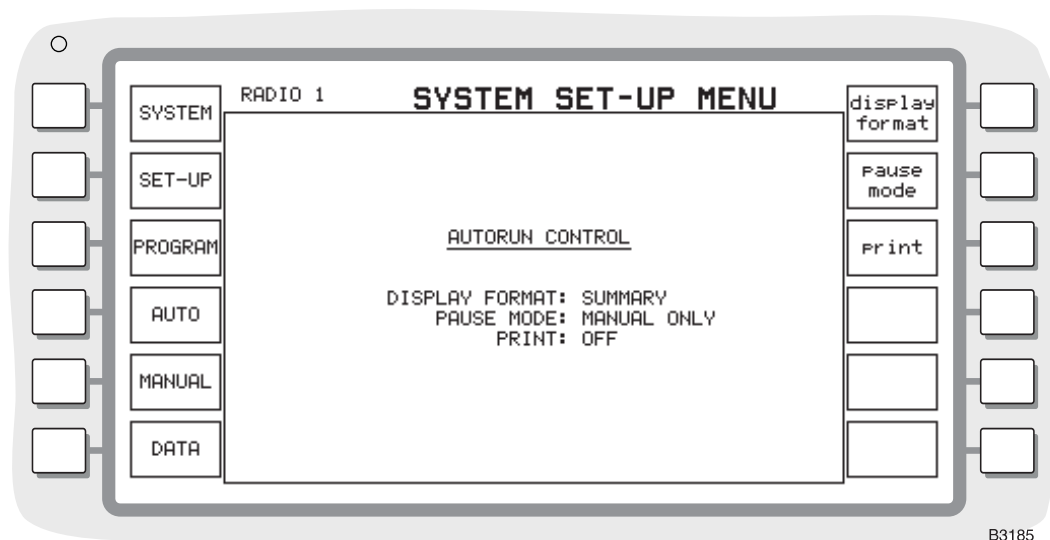 RADIO 1
SYSTEM SET-UP MENU
SYSTEM
SET-UP
PROGRAM
AUTO
MANUAL
DATA
AUTORUN CONTROL
DISPLAY FORMAT: SUMMARY
PAUSE MODE: MANUAL ONLY
PRINT: OFF
display
format
pause
mode
print
B3185